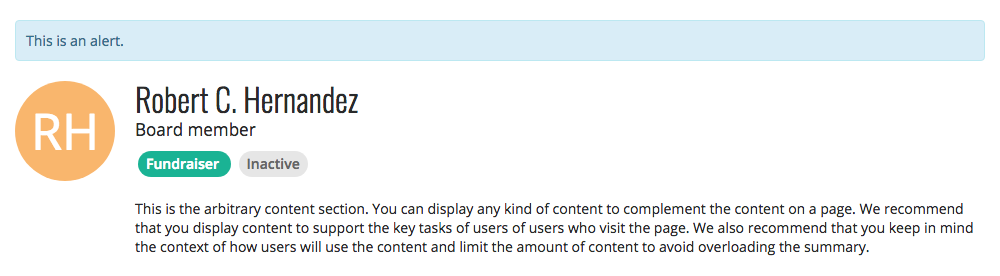 This is an alert.
RH
Robert C. Hernandez
Board member
Fundraiser Inactive
This is the arbitrary content section. You can display any kind of content to complement the content on a page. We recommend
that you display content to support the key tasks of users of users who visit the page. We also recommend that you keep in mind
the context of how users will use the content and limit the amount of content to avoid overloading the summary.